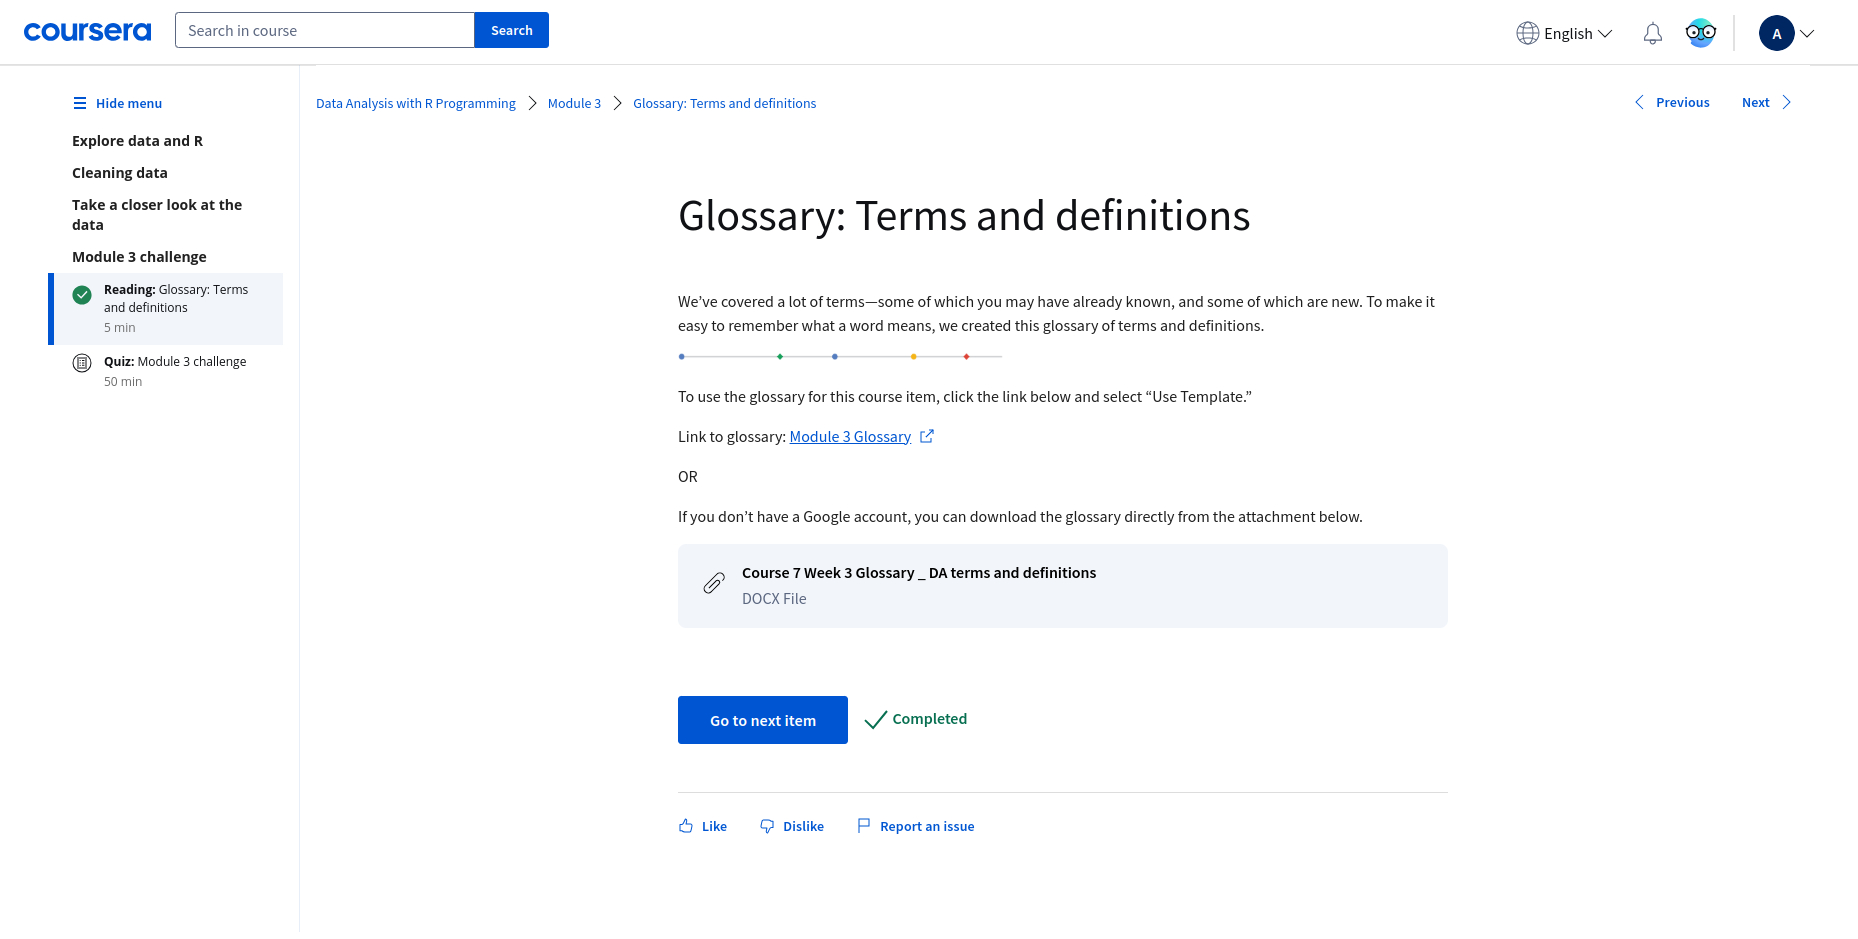 coursera
Search in course
Search
English
A
Hide menu
Explore data and R
Cleaning data
Take a closer look at the
data
Module 3 challenge
Reading: Glossary: Terms
and definitions
5 min
Quiz: Module 3 challenge
50 min
Data Analysis with R Programming
Module 3
Glossary: Terms and definitions
Previous
Next
Glossary: Terms and definitions
We’ve covered a lot of terms—some of which you may have already known, and some of which are new. To make it
easy to remember what a word means, we created this glossary of terms and definitions.
To use the glossary for this course item, click the link below and select “Use Template.”
Link to glossary: Module 3 Glossary
OR
If you don’t have a Google account, you can download the glossary directly from the attachment below.
Course 7 Week 3 Glossary _ DA terms and definitions
DOCX File
Go to next item
Completed
Like
Dislike
Report an issue